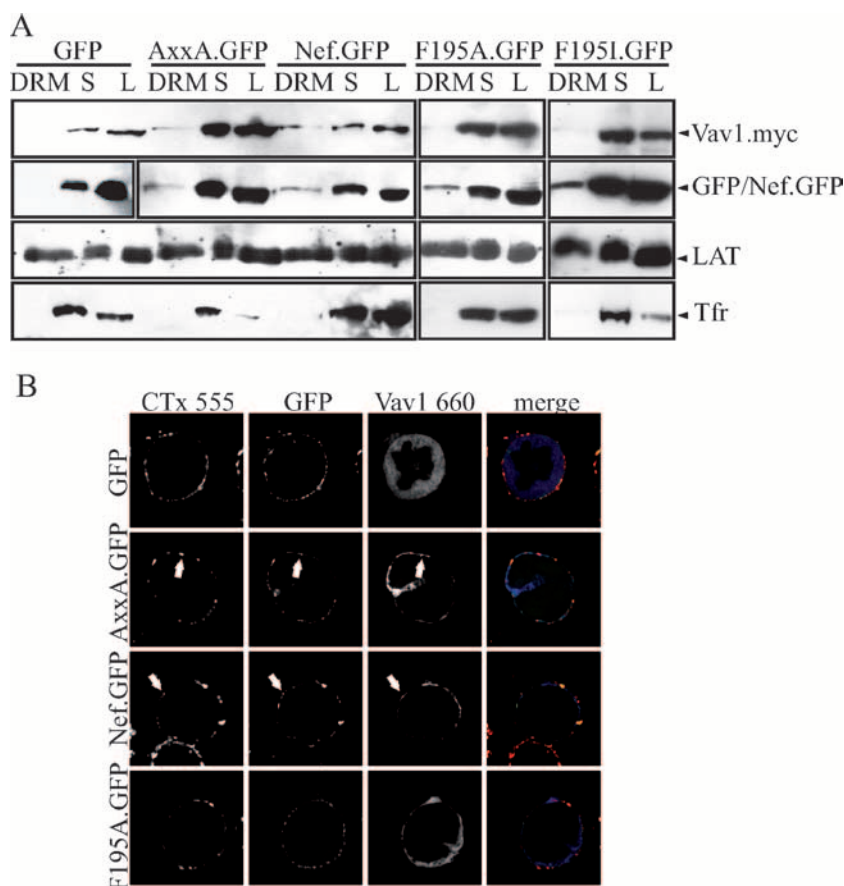 A
GFP AxxA.GFP Nef.GFP F195A.GFP F195I.GFP
DRM S L DRM S L DRM S L DRM S L DRM S L
Vav1.myc
GFP/Nef.GFP
LAT
Tfr
B
CTx 555 GFP Vav1 660 merge
GFP
AxxA.GFP
Nef.GFP
F195A.GFP